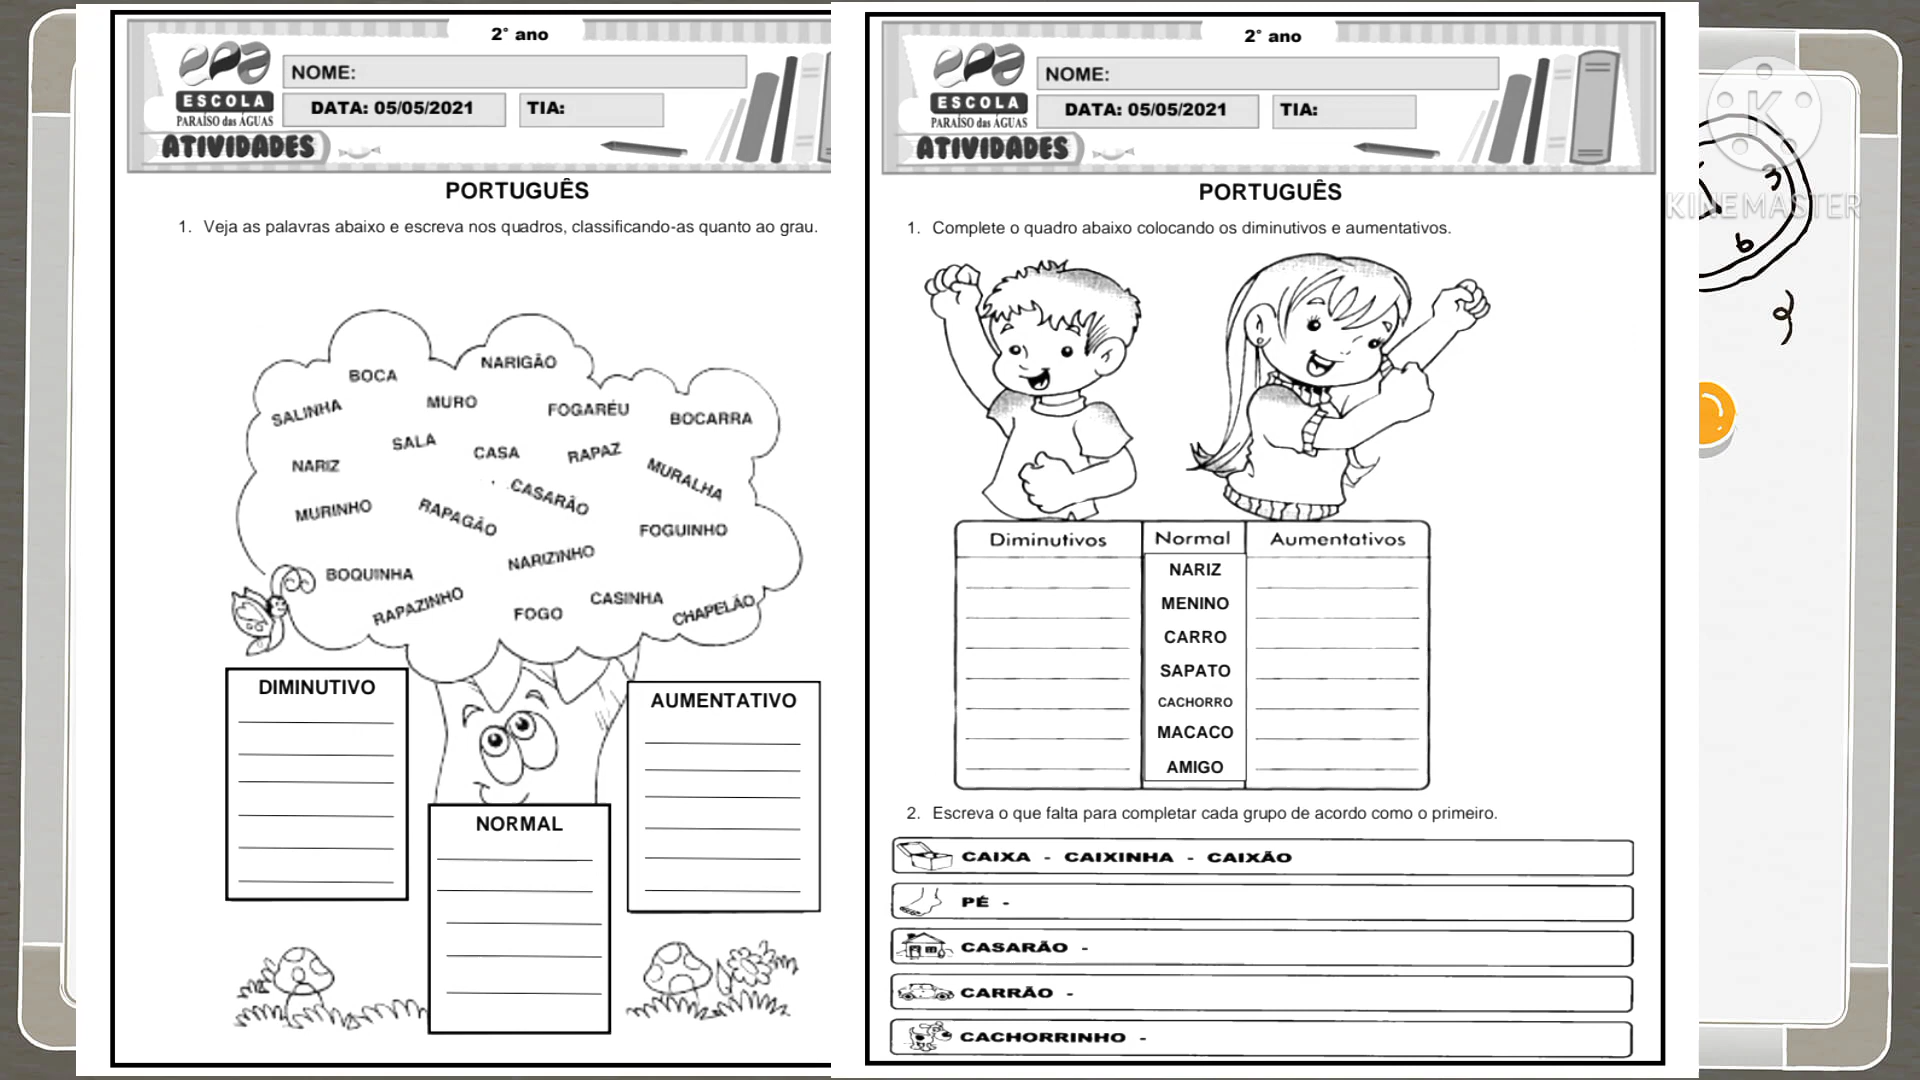 2° ano
NOME:
ESCOLA
PARAÍSO das ÁGUAS
DATA: 05/05/2021
TIA:
ATIVIDADES
PORTUGUÊS
1. Veja as palavras abaixo e escreva nos quadros, classificando-as quanto ao grau.
NARIGÃO
BOCA
SALINHA
MURO
FOGARÉU
BOCARRA
SALA
CASA
RAPAZ
NARIZ
MURALHA
MURINHO
RAPAGÃO
CASARÃO
FOGUINHO
NARIZINHO
BOQUINHA
RAPAZINHO
FOGO
CASINHA
CHAPELÃO
DIMINUTIVO
AUMENTATIVO
NORMAL
2° ano
NOME:
ESCOLA
PARAÍSO das ÁGUAS
DATA: 05/05/2021
TIA:
ATIVIDADES
PORTUGUÊS
1. Complete o quadro abaixo colocando os diminutivos e aumentativos.
Diminutivos Normal Aumentativos
NARIZ
MENINO
CARRO
SAPATO
CACHORRO
MACACO
AMIGO
2. Escreva o que falta para completar cada grupo de acordo como o primeiro.
CAIXA - CAIXINHA - CAIXÃO
PÉ -
CASARÃO -
CARRÃO -
CACHORRINHO -
K
KINEMASTER
3
6